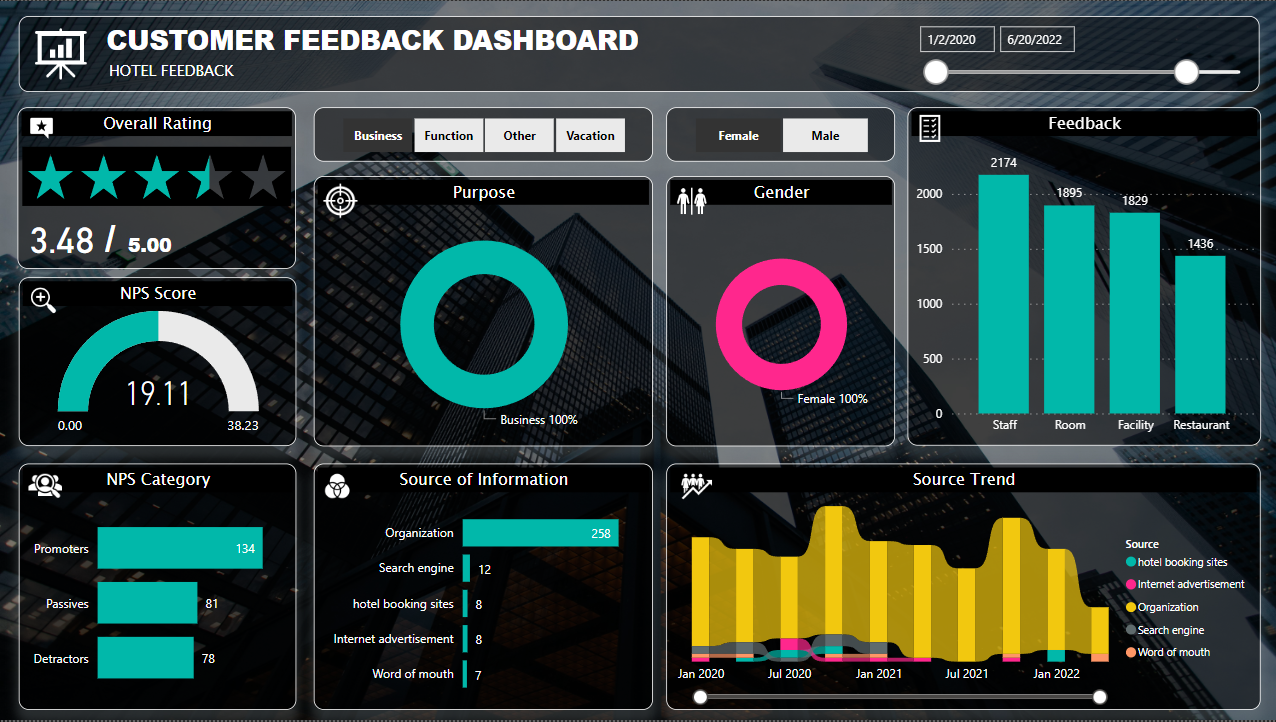 CUSTOMER FEEDBACK DASHBOARD
HOTEL FEEDBACK
1/2/2020
6/20/2022
Overall Rating
3.48 / 5.00
NPS Score
19.11
0.00
38.23
Business
Function
Other
Vacation
Purpose
Business 100%
Female
Male
Gender
Female 100%
Feedback
2174
1895
1829
1436
2000
1500
1000
500
0
Staff
Room
Facility
Restaurant
NPS Category
Promoters
134
Passives
81
Detractors
78
Source of Information
Organization
258
Search engine
12
hotel booking sites
8
Internet advertisement
8
Word of mouth
7
Source Trend
Source
hotel booking sites
Internet advertisement
Organization
Search engine
Word of mouth
Jan 2020
Jul 2020
Jan 2021
Jul 2021
Jan 2022